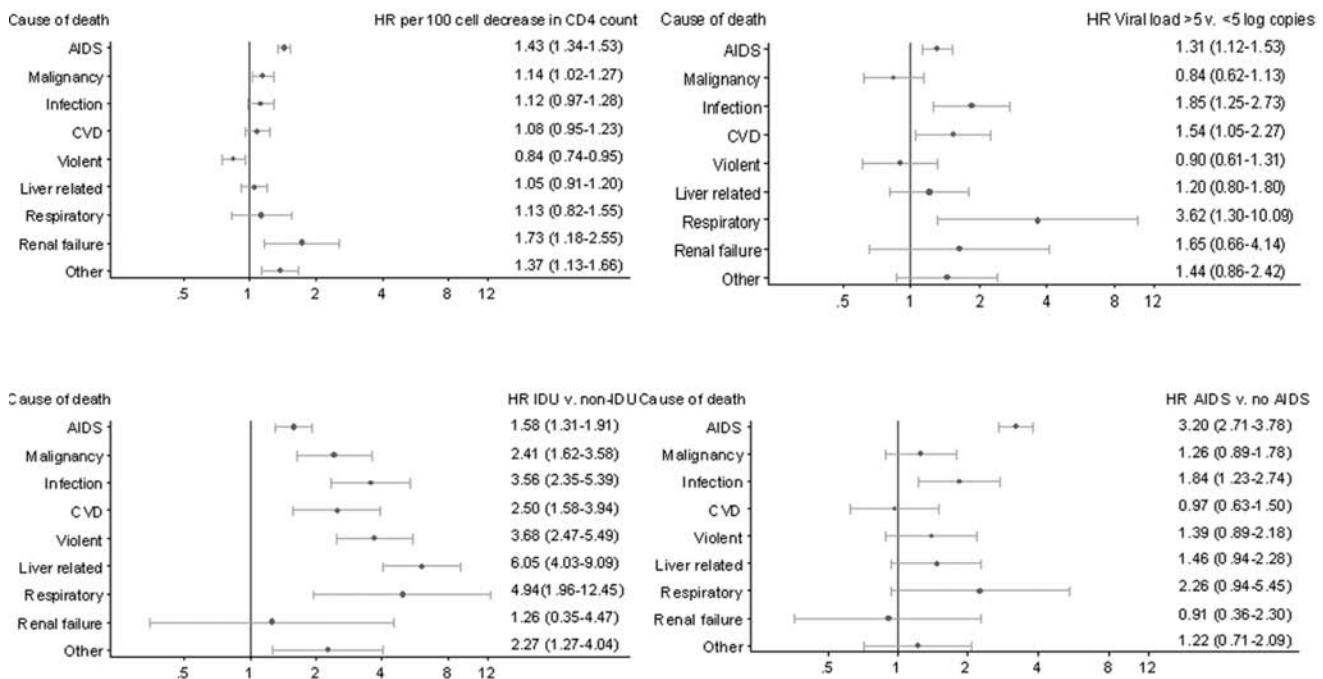 Cause of death HR per 100 cell decrease in CD4 count
AIDS 1.43 (1.34-1.53)
Malignancy 1.14 (1.02-1.27)
Infection 1.12 (0.97-1.28)
CVD 1.08 (0.95-1.23)
Violent 0.84 (0.74-0.95)
Liver related 1.05 (0.91-1.20)
Respiratory 1.13 (0.82-1.55)
Renal failure 1.73 (1.18-2.55)
Other 1.37 (1.13-1.66)
.5 1 2 4 8 12
Cause of death HR Viral load >5 v. <5 log copies
AIDS 1.31 (1.12-1.53)
Malignancy 0.84 (0.62-1.13)
Infection 1.85 (1.25-2.73)
CVD 1.54 (1.05-2.27)
Violent 0.90 (0.61-1.31)
Liver related 1.20 (0.80-1.80)
Respiratory 3.62 (1.30-10.09)
Renal failure 1.65 (0.66-4.14)
Other 1.44 (0.86-2.42)
.5 1 2 4 8 12
Cause of death HR IDU v. non-IDU
AIDS 1.58 (1.31-1.91)
Malignancy 2.41 (1.62-3.58)
Infection 3.56 (2.35-5.39)
CVD 2.50 (1.58-3.94)
Violent 3.68 (2.47-5.49)
Liver related 6.05 (4.03-9.09)
Respiratory 4.94 (1.96-12.45)
Renal failure 1.26 (0.35-4.47)
Other 2.27 (1.27-4.04)
.5 1 2 4 8 12
Cause of death HR AIDS v. no AIDS
AIDS 3.20 (2.71-3.78)
Malignancy 1.26 (0.89-1.78)
Infection 1.84 (1.23-2.74)
CVD 0.97 (0.63-1.50)
Violent 1.39 (0.89-2.18)
Liver related 1.46 (0.94-2.28)
Respiratory 2.26 (0.94-5.45)
Renal failure 0.91 (0.36-2.30)
Other 1.22 (0.71-2.09)
.5 1 2 4 8 12